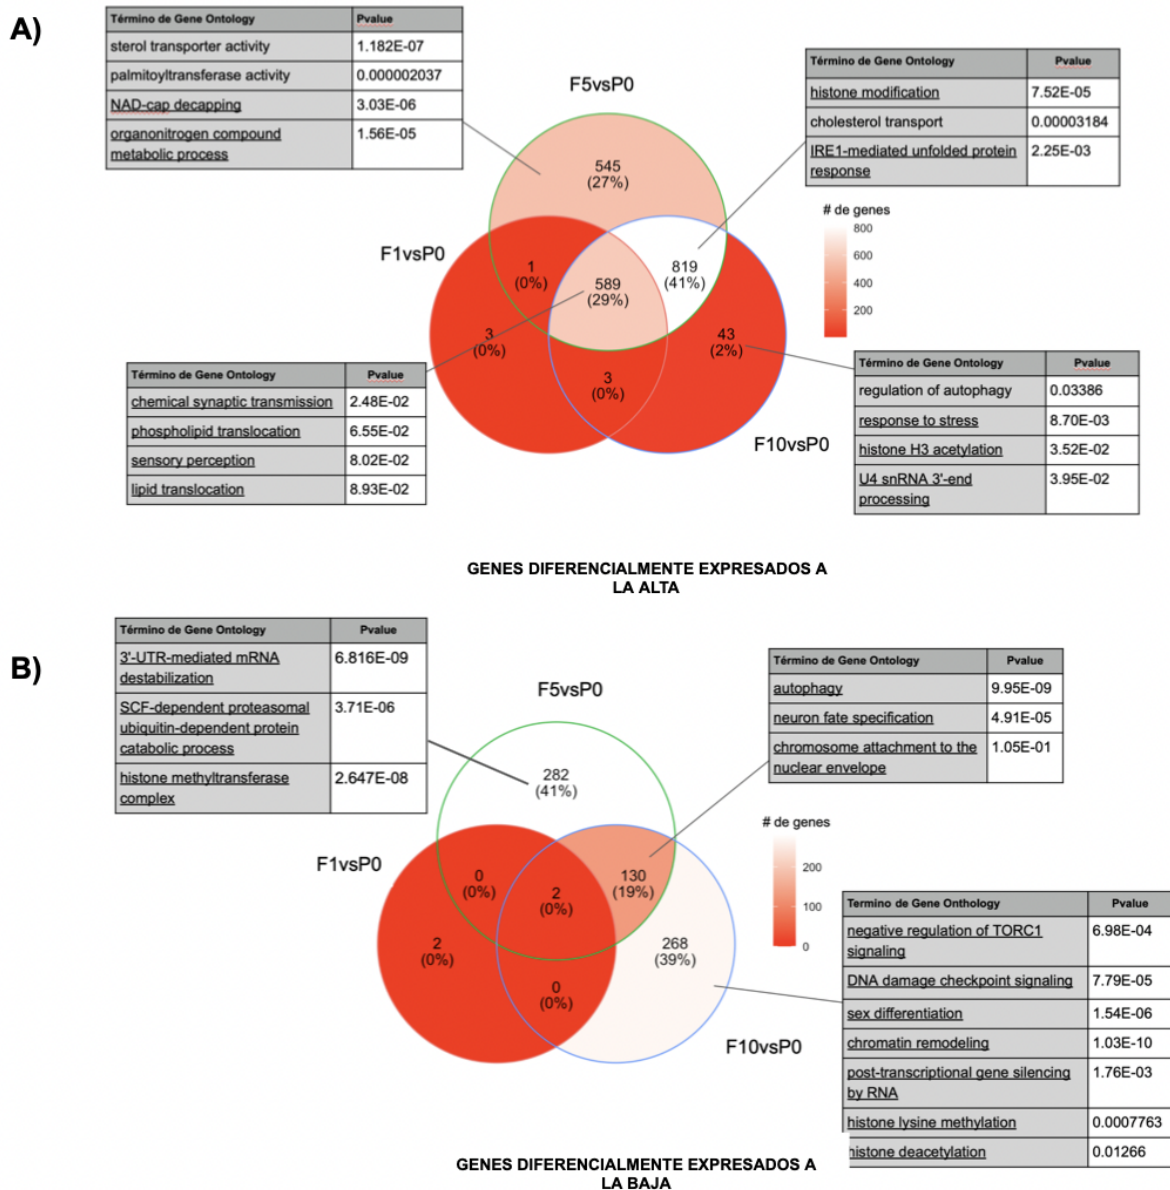 A)
Término de Gene Ontology Pvalue
sterol transporter activity 1.182E-07
palmitoyltransferase activity 0.000002037
NAD-cap decapping 3.03E-06
organonitrogen compound 1.56E-05
metabolic process
F5vsP0
Término de Gene Ontology Pvalue
histone modification 7.52E-05
cholesterol transport 0.00003184
IRE1-mediated unfolded protein 2.25E-03
response
545
(27%)
# de genes
800
600
400
200
F1vsP0
1
(0%)
589
(29%)
819
(41%)
3
(0%)
43
(2%)
3
(0%)
F10vsP0
Término de Gene Ontology Pvalue
chemical synaptic transmission 2.48E-02
phospholipid translocation 6.55E-02
sensory perception 8.02E-02
lipid translocation 8.93E-02
Término de Gene Ontology Pvalue
regulation of autophagy 0.03386
response to stress 8.70E-03
histone H3 acetylation 3.52E-02
U4 snRNA 3'-end 3.95E-02
processing
GENES DIFERENCIALMENTE EXPRESADOS A
LA ALTA
B)
Término de Gene Ontology Pvalue
3'-UTR-mediated mRNA 6.816E-09
destabilization
SCF-dependent proteasomal 3.71E-06
ubiquitin-dependent protein
catabolic process
histone methyltransferase 2.647E-08
complex
F5vsP0
Término de Gene Ontology Pvalue
autophagy 9.95E-09
neuron fate specification 4.91E-05
chromosome attachment to the 1.05E-01
nuclear envelope
282
(41%)
# de genes
200
100
0
F1vsP0
0
(0%)
2
(0%)
130
(19%)
2
(0%)
268
(39%)
0
(0%)
F10vsP0
Termino de Gene Onthology Pvalue
negative regulation of TORC1 6.98E-04
signaling
DNA damage checkpoint signaling 7.79E-05
sex differentiation 1.54E-06
chromatin remodeling 1.03E-10
post-transcriptional gene silencing 1.76E-03
by RNA
histone lysine methylation 0.0007763
histone deacetylation 0.01266
GENES DIFERENCIALMENTE EXPRESADOS A
LA BAJA